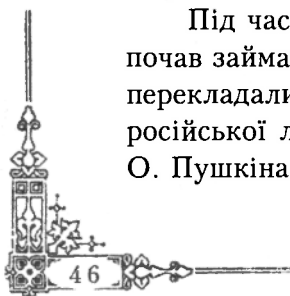 Під час
почав займа
перекладали
російської л
О. Пушкіна
46